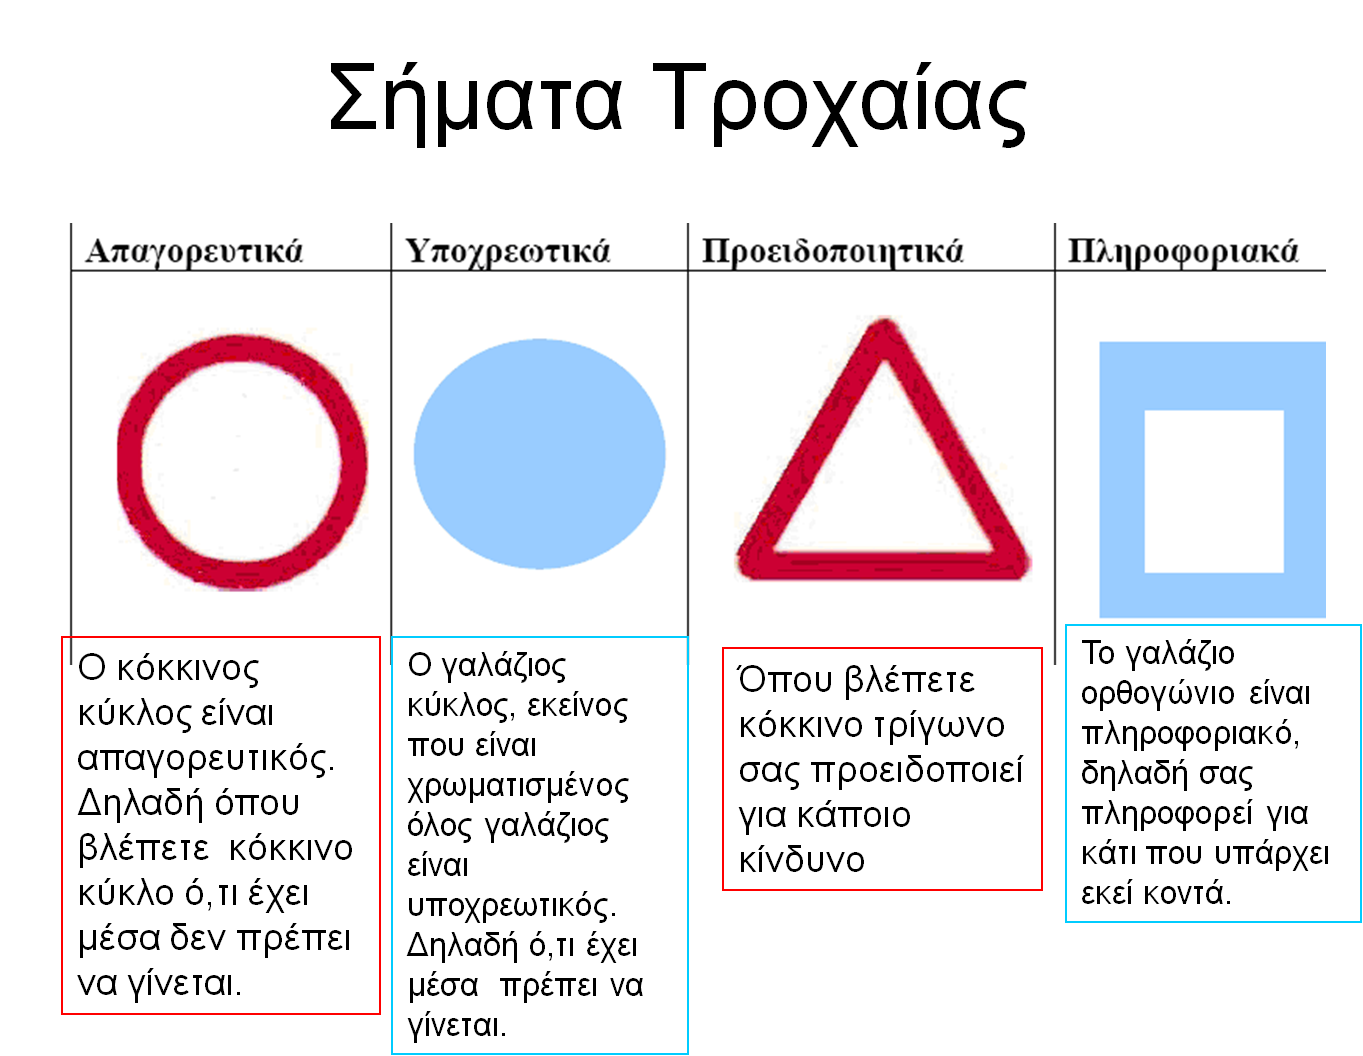 Σήματα Τροχαίας
Απαγορευτικά
Υποχρεωτικά
Προειδοποιητικά
Πληροφοριακά
Ο κόκκινος
κύκλος είναι
απαγορευτικός.
Δηλαδή όπου
βλέπετε κόκκινο
κύκλο ό,τι έχει
μέσα δεν πρέπει
να γίνεται.
Ο γαλάζιος
κύκλος, εκείνος
που είναι
χρωματισμένος
όλος γαλάζιος
είναι
υποχρεωτικός.
Δηλαδή ό,τι έχει
μέσα πρέπει να
γίνεται.
Όπου βλέπετε
κόκκινο τρίγωνο
σας προειδοποιεί
για κάποιο
κίνδυνο
Το γαλάζιο
ορθογώνιο είναι
πληροφοριακό,
δηλαδή σας
πληροφορεί για
κάτι που υπάρχει
εκεί κοντά.